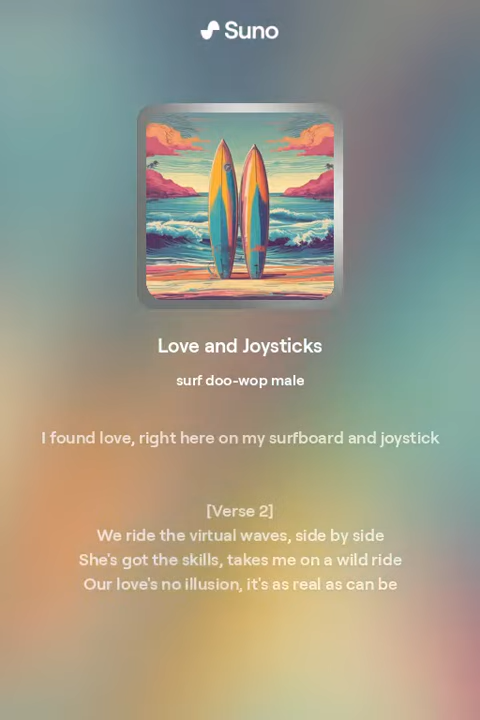 Suno
Love and Joysticks
surf doo-wop male
I found love, right here on my surfboard and joystick
[Verse 2]
We ride the virtual waves, side by side
She's got the skills, takes me on a wild ride
Our love's no illusion, it's as real as can be